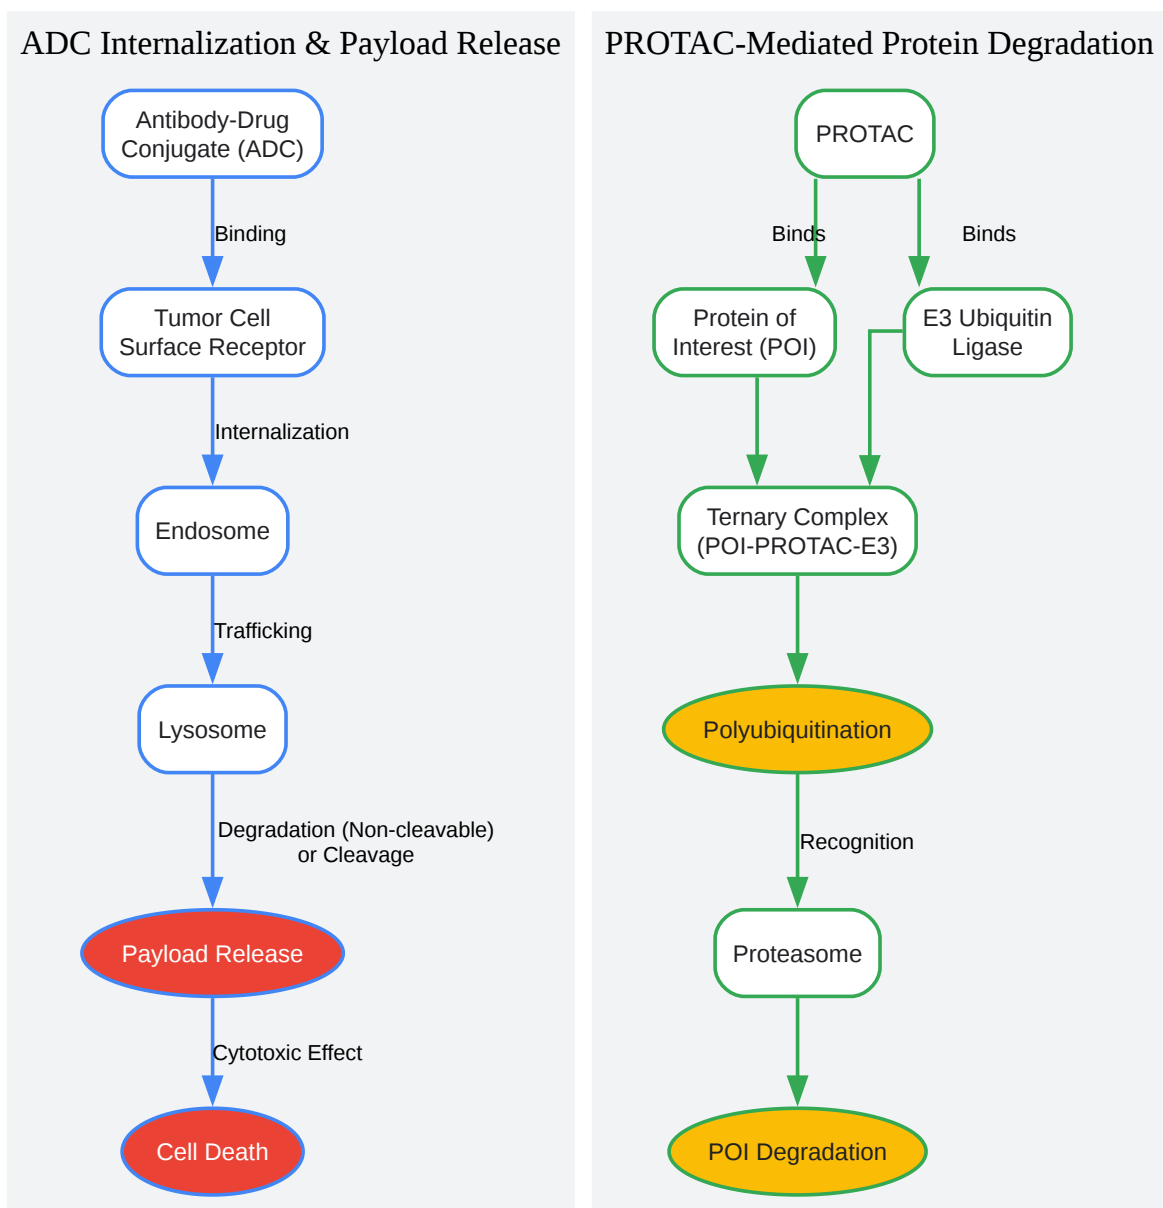 ADC Internalization & Payload Release
Antibody-Drug
Conjugate (ADC)
Binding
Tumor Cell
Surface Receptor
Internalization
Endosome
Trafficking
Lysosome
Degradation (Non-cleavable)
or Cleavage
Payload Release
Cytotoxic Effect
Cell Death
PROTAC-Mediated Protein Degradation
PROTAC
Binds
Binds
Protein of
Interest (POI)
E3 Ubiquitin
Ligase
Ternary Complex
(POI-PROTAC-E3)
Polyubiquitination
Recognition
Proteasome
POI Degradation